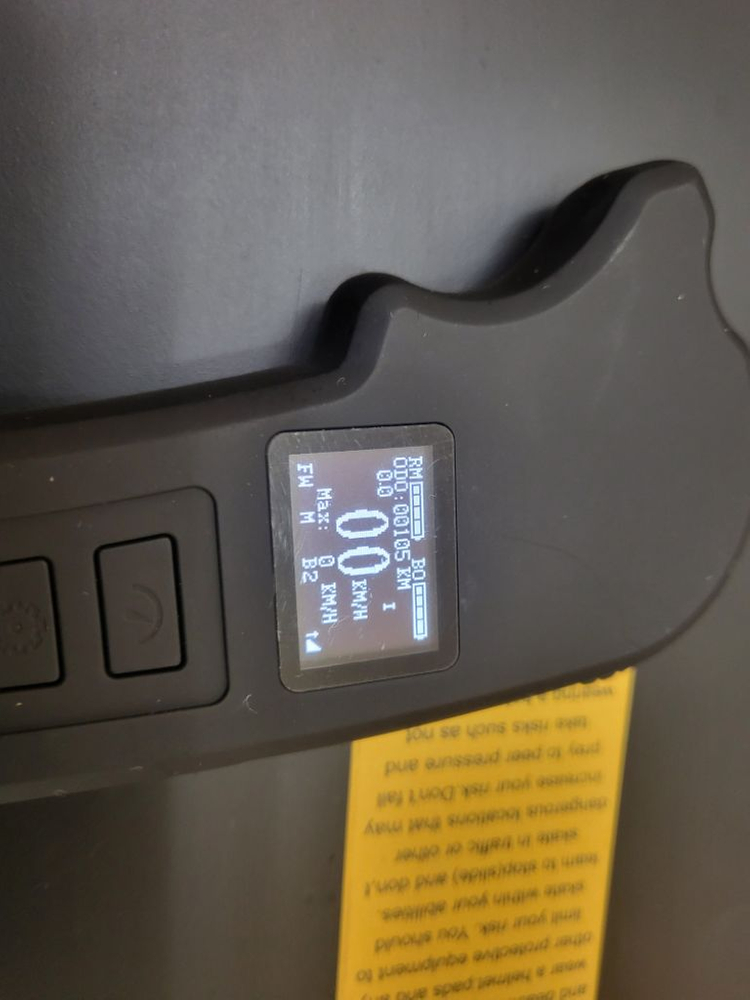 RM BO
ODO:00105 KM
0.0 I
00 KM/H
Max: 0 KM/H
FW M B2
and
wear a helmet,pads and any
other protective equipment to
limit your risk. You should
skate within your abilities,
learn to stop(slide) and don,t
skate in traffic or other
dangerous locations that may
increase your risk.Don't fall
prey to peer pressure and
take risks such as not
wearing a